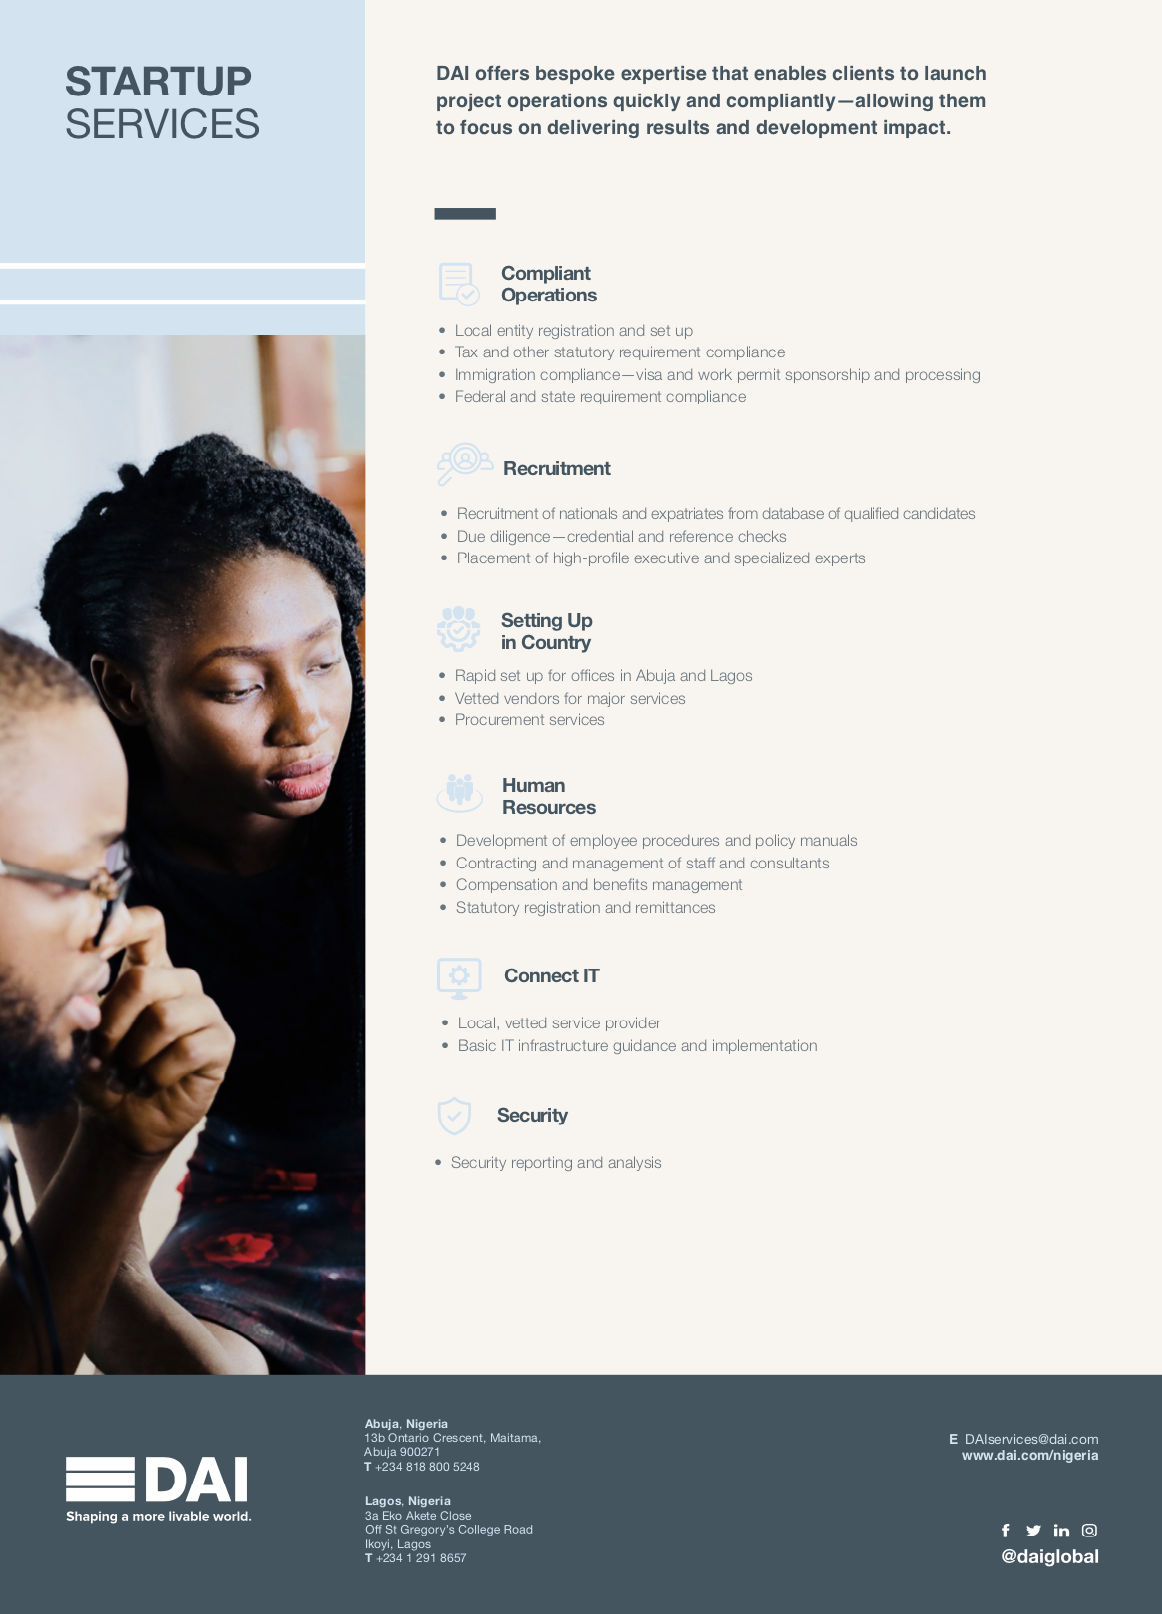 STARTUP
SERVICES
DAI offers bespoke expertise that enables clients to launch
project operations quickly and compliantly—allowing them
to focus on delivering results and development impact.
Compliant
Operations
• Local entity registration and set up
• Tax and other statutory requirement compliance
• Immigration compliance—visa and work permit sponsorship and processing
• Federal and state requirement compliance
Recruitment
• Recruitment of nationals and expatriates from database of qualified candidates
• Due diligence—credential and reference checks
• Placement of high-profile executive and specialized experts
Setting Up
in Country
• Rapid set up for offices in Abuja and Lagos
• Vetted vendors for major services
• Procurement services
Human
Resources
• Development of employee procedures and policy manuals
• Contracting and management of staff and consultants
• Compensation and benefits management
• Statutory registration and remittances
Connect IT
• Local, vetted service provider
• Basic IT infrastructure guidance and implementation
Security
• Security reporting and analysis
DAI
Shaping a more livable world.
Abuja, Nigeria
13b Ontario Crescent, Maitama,
Abuja 900271
T +234 818 800 5248
Lagos, Nigeria
3a Eko Akete Close
Off St Gregory's College Road
Ikoyi, Lagos
T +234 1 291 8657
E DAIservices@dai.com
www.dai.com/nigeria
@daiglobal